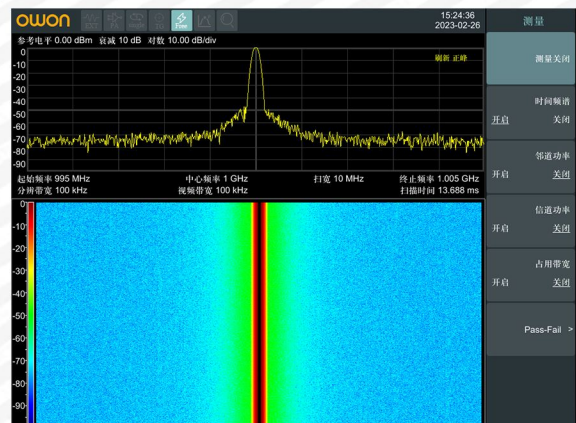 OWON
Time
15:24:36
2023-02-26
测量
参考电平 0.00 dBm 衰减 10 dB 对数 10.00 dB/div
0
刷新 正峰
-10
-20
-30
-40
-50
-60
-70
-80
-90
起始频率 995 MHz 中心频率 1 GHz 扫宽 10 MHz 终止频率 1.005 GHz
分辨带宽 100 kHz 视频带宽 100 kHz 扫描时间 13.688 ms
0
-10
-20
-30
-40
-50
-60
-70
-80
-90
测量关闭
时间频谱
开启 关闭
邻道功率
开启 关闭
信道功率
开启 关闭
占用带宽
开启 关闭
Pass-Fail >